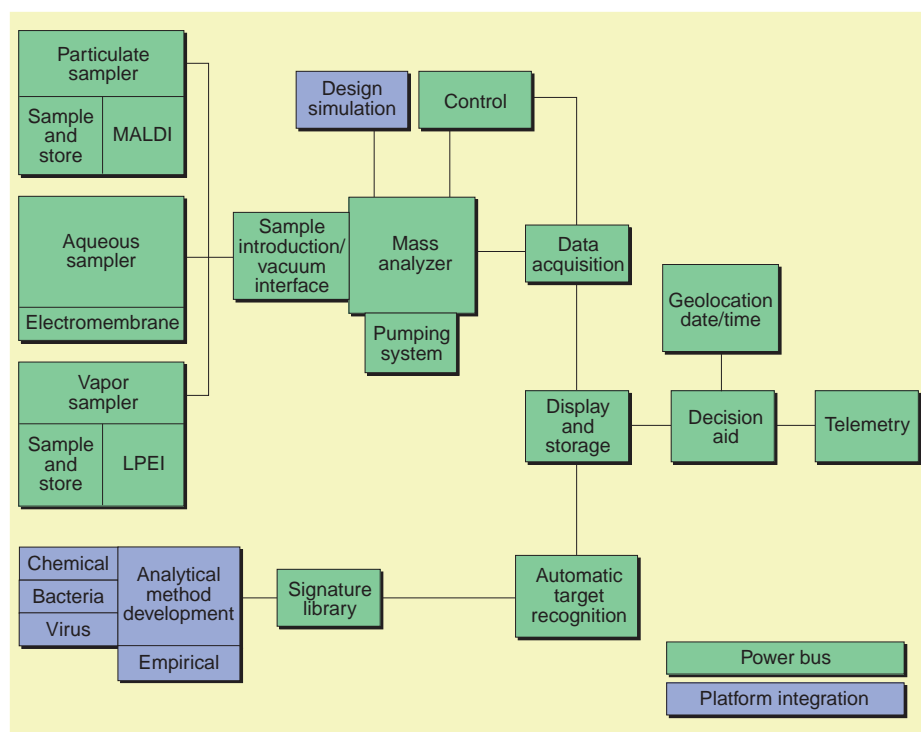 Particulate
sampler
Sample
and
store
MALDI
Aqueous
sampler
Electromembrane
Vapor
sampler
Sample
and
store
LPEI
Design
simulation
Control
Sample
introduction/
vacuum
interface
Mass
analyzer
Pumping
system
Data
acquisition
Geolocation
date/time
Display
and
storage
Decision
aid
Telemetry
Chemical
Bacteria
Virus
Analytical
method
development
Empirical
Signature
library
Automatic
target
recognition
Power bus
Platform integration